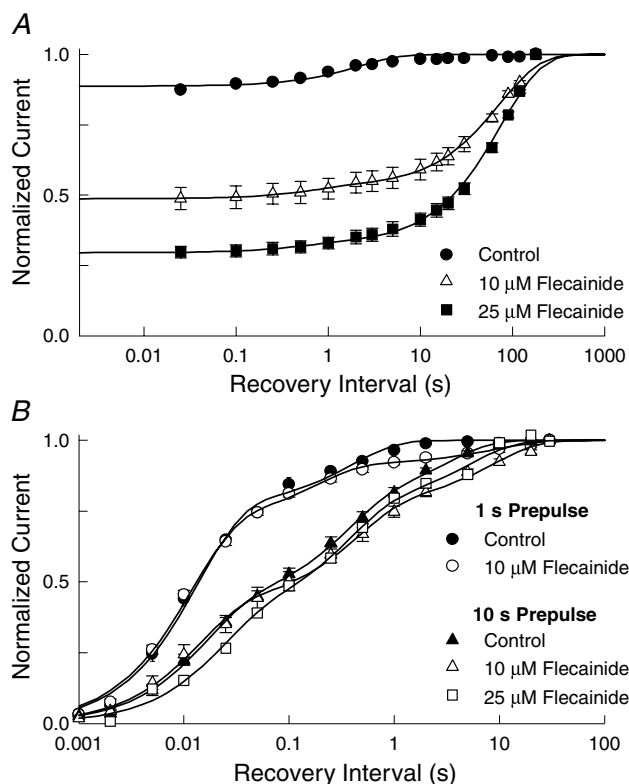 A
Normalized Current
1.0
0.5
0.0
Control
10 μM Flecainide
25 μM Flecainide
0.01 0.1 1 10 100 1000
Recovery Interval (s)
B
Normalized Current
1.0
0.5
0.0
1 s Prepulse
Control
10 μM Flecainide
10 s Prepulse
Control
10 μM Flecainide
25 μM Flecainide
0.001 0.01 0.1 1 10 100
Recovery Interval (s)